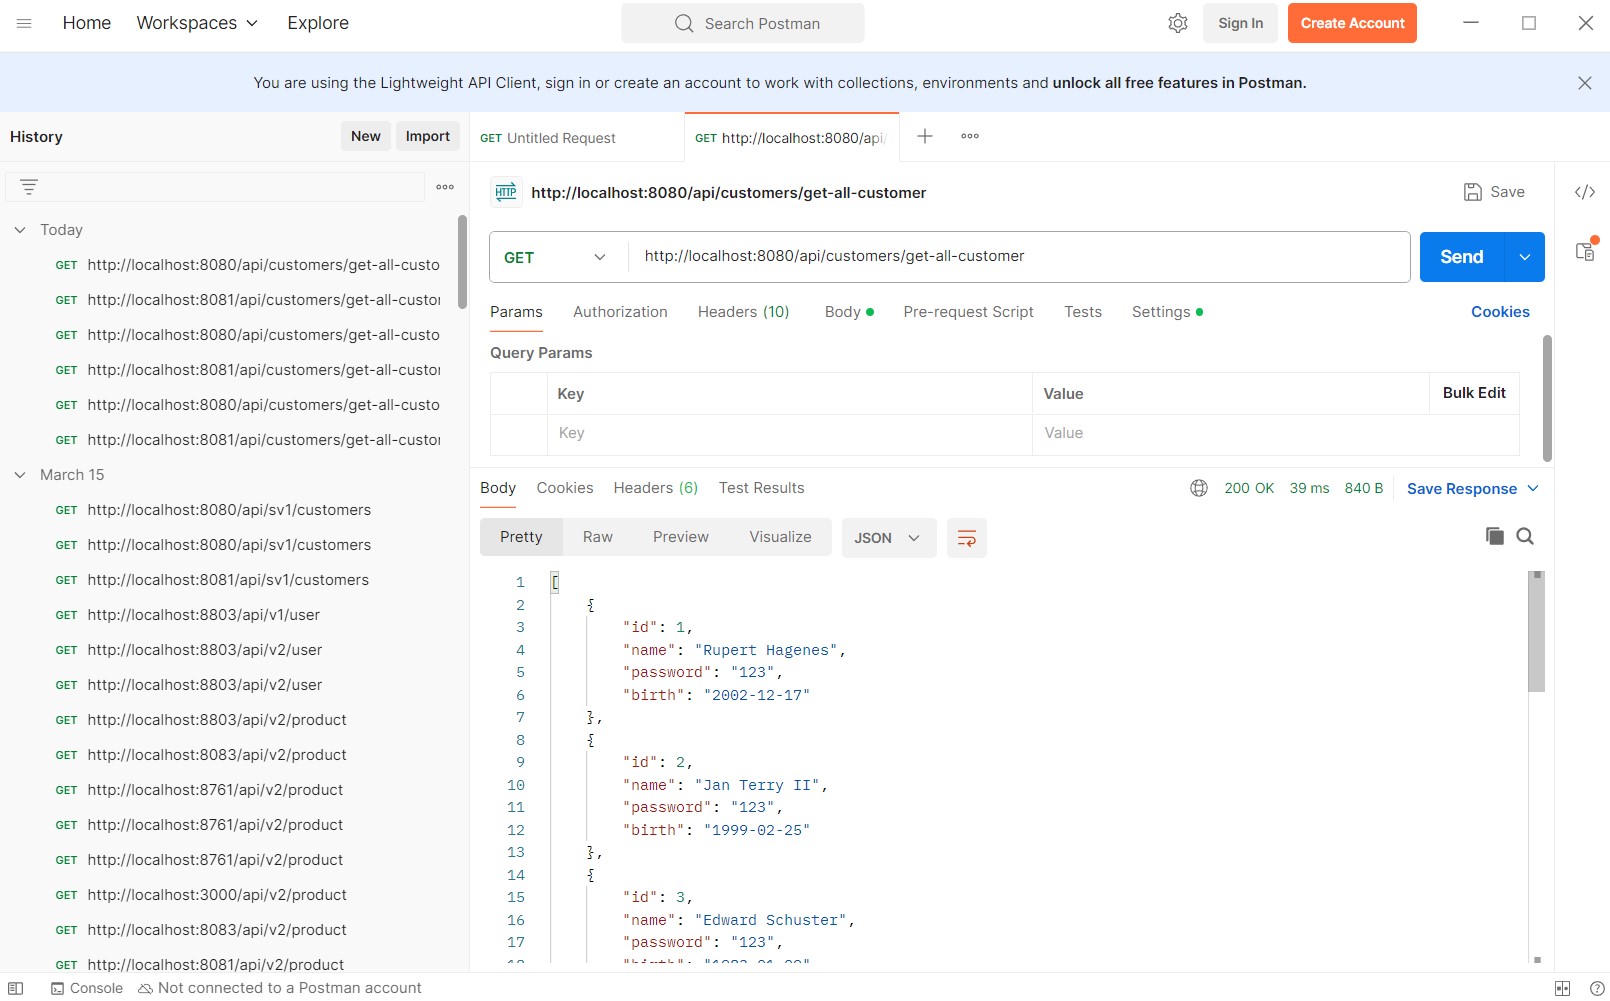 Home Workspaces Explore Search Postman Sign In Create Account
You are using the Lightweight API Client, sign in or create an account to work with collections, environments and unlock all free features in Postman.
History New Import
GET Untitled Request GET http://localhost:8080/api/
Today
GET http://localhost:8080/api/customers/get-all-custo
GET http://localhost:8081/api/customers/get-all-custor
GET http://localhost:8080/api/customers/get-all-custo
GET http://localhost:8081/api/customers/get-all-custor
GET http://localhost:8080/api/customers/get-all-custo
GET http://localhost:8081/api/customers/get-all-custor
March 15
GET http://localhost:8080/api/sv1/customers
GET http://localhost:8080/api/sv1/customers
GET http://localhost:8081/api/sv1/customers
GET http://localhost:8803/api/v1/user
GET http://localhost:8803/api/v2/user
GET http://localhost:8803/api/v2/user
GET http://localhost:8803/api/v2/product
GET http://localhost:8083/api/v2/product
GET http://localhost:8761/api/v2/product
GET http://localhost:8761/api/v2/product
GET http://localhost:8761/api/v2/product
GET http://localhost:3000/api/v2/product
GET http://localhost:8083/api/v2/product
GET http://localhost:8081/api/v2/product
HTTP http://localhost:8080/api/customers/get-all-customer Save
GET http://localhost:8080/api/customers/get-all-customer Send
Params Authorization Headers (10) Body Pre-request Script Tests Settings Cookies
Query Params
Key Value Bulk Edit
Key Value
Body Cookies Headers (6) Test Results 200 OK 39 ms 840 B Save Response
Pretty Raw Preview Visualize JSON
1 [
2 {
3 "id": 1,
4 "name": "Rupert Hagenes",
5 "password": "123",
6 "birth": "2002-12-17"
7 },
8 {
9 "id": 2,
10 "name": "Jan Terry II",
11 "password": "123",
12 "birth": "1999-02-25"
13 },
14 {
15 "id": 3,
16 "name": "Edward Schuster",
17 "password": "123",
Console Not connected to a Postman account